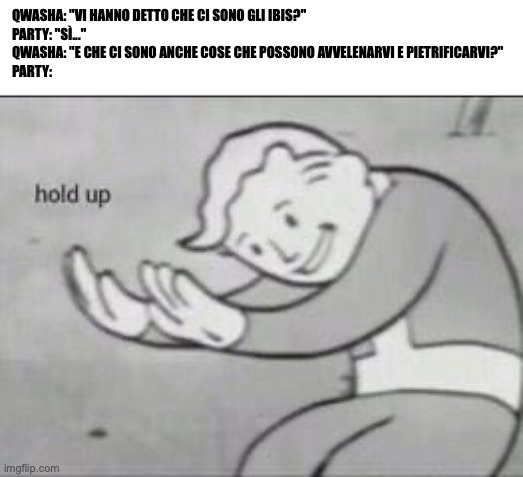 QWASHA: "VI HANNO DETTO CHE CI SONO GLI IBIS?"
PARTY: "SÌ..."
QWASHA: "E CHE CI SONO ANCHE COSE CHE POSSONO AVVELENARVI E PIETRIFICARVI?"
PARTY:
hold up
imgflip.com